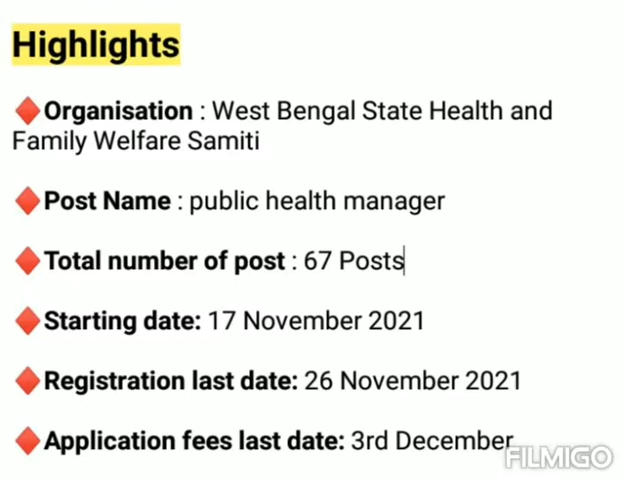 Highlights
♦Organisation : West Bengal State Health and
Family Welfare Samiti
♦Post Name : public health manager
♦Total number of post : 67 Posts
♦Starting date: 17 November 2021
♦Registration last date: 26 November 2021
♦Application fees last date: 3rd December
FILMIGO